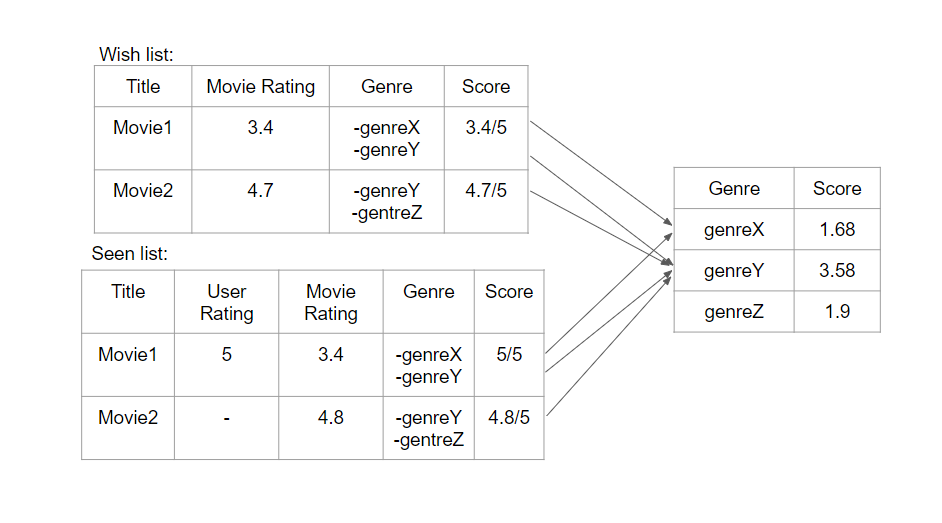 Wish list:
Title Movie Rating Genre Score
Movie1 3.4 -genreX 3.4/5
-genreY
Movie2 4.7 -genreY 4.7/5
-gentreZ
Seen list:
Title User Movie Genre Score
Rating Rating
Movie1 5 3.4 -genreX 5/5
-genreY
Movie2 - 4.8 -genreY 4.8/5
-gentreZ
Genre Score
genreX 1.68
genreY 3.58
genreZ 1.9